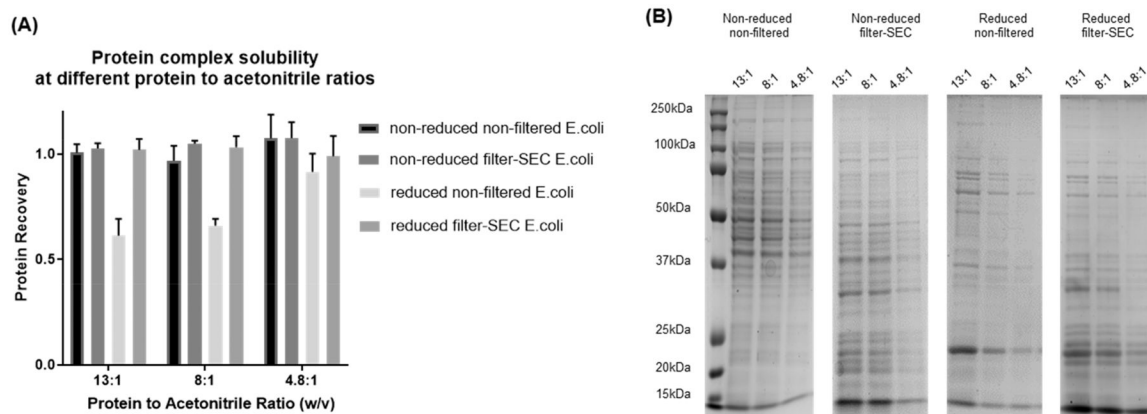 (A)
Protein complex solubility
at different protein to acetonitrile ratios
Protein Recovery
1.0
0.5
0.0
13:1 8:1 4.8:1
Protein to Acetonitrile Ratio (w/v)
non-reduced non-filtered E.coli
non-reduced filter-SEC E.coli
reduced non-filtered E.coli
reduced filter-SEC E.coli
(B)
Non-reduced
non-filtered
Non-reduced
filter-SEC
Reduced
non-filtered
Reduced
filter-SEC
13:1 8:1 4.8:1
13:1 8:1 4.8:1
13:1 8:1 4.8:1
13:1 8:1 4.8:1
250kDa
100kDa
50kDa
37kDa
25kDa
20kDa
15kDa